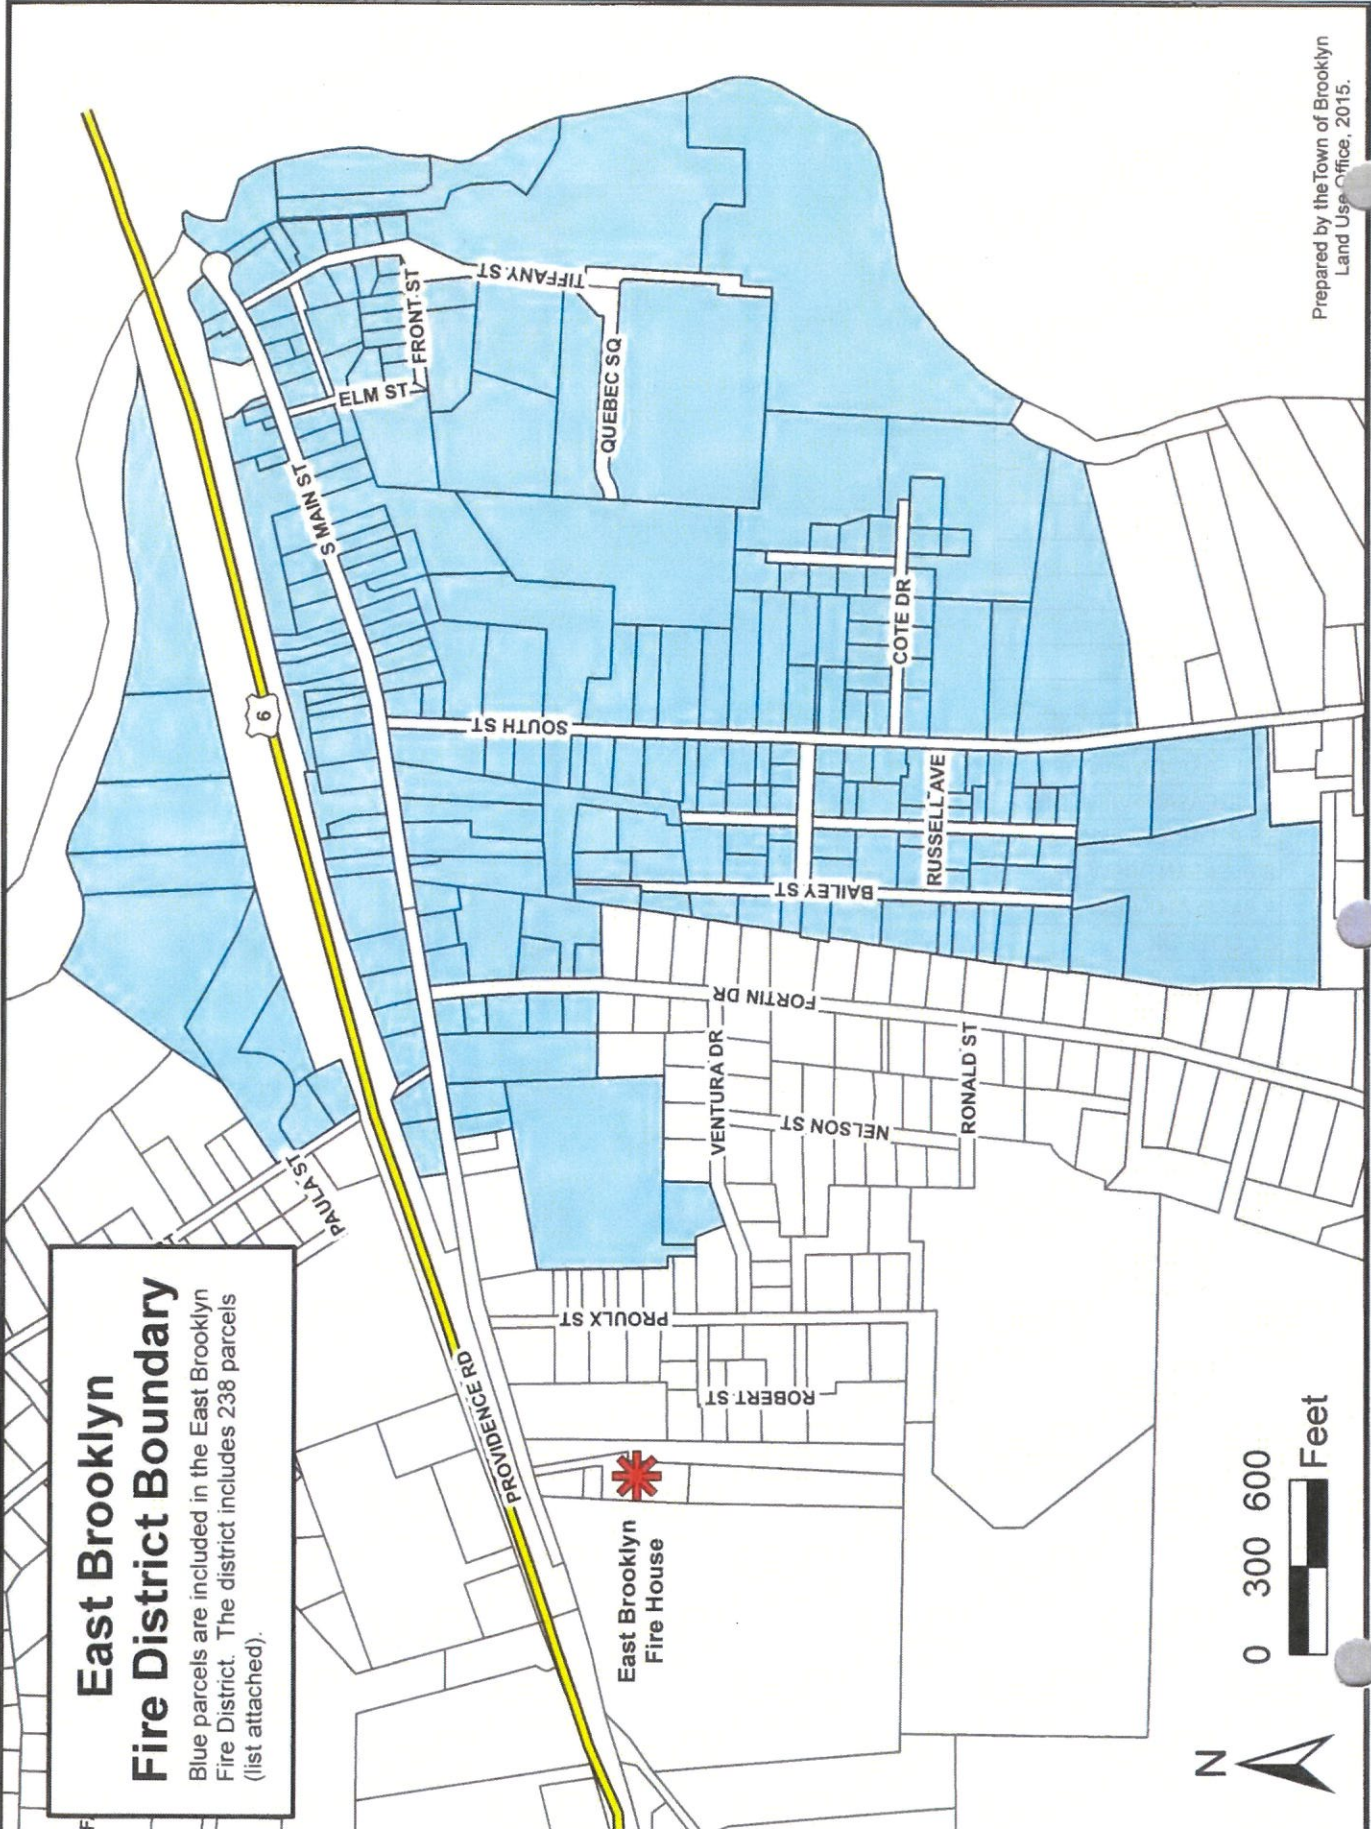 East Brooklyn
Fire District Boundary
Blue parcels are included in the East Brooklyn
Fire District. The district includes 238 parcels
(list attached).
PAULA ST
6
PROVIDENCE RD
S MAIN ST
ELM ST
FRONT ST
TIFFANY ST
QUEBEC SQ
SOUTH ST
COTE DR
RUSSELL AVE
BAILEY ST
FORTIN DR
VENTURA DR
NELSON ST
RONALD ST
PROULX ST
ROBERT ST
East Brooklyn
Fire House
N
0 300 600
Feet
Prepared by the Town of Brooklyn
Land Use Office, 2015.